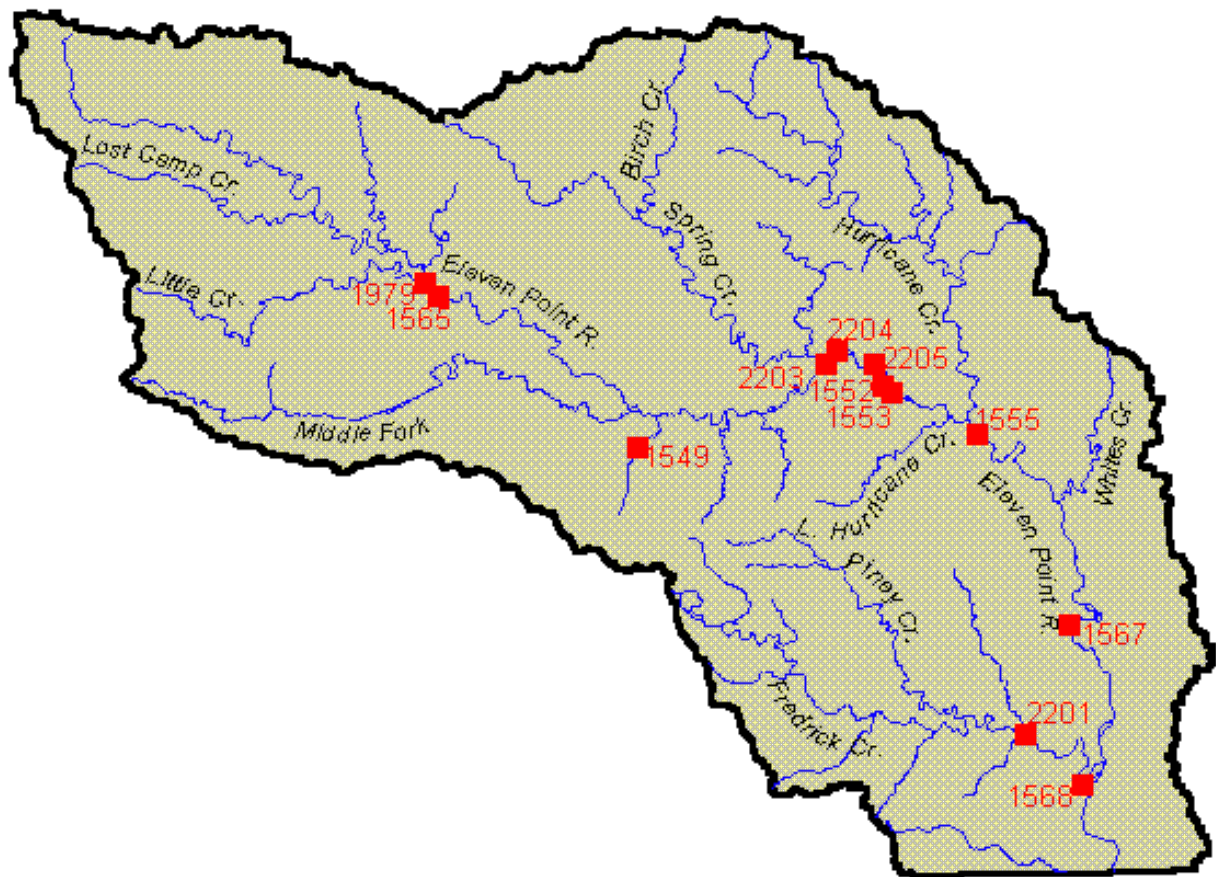 Birch Cr.
Lost Camp Cr.
Spring Cr.
Hurricane Cr.
Eleven Point R.
Little Cr.
1979
1565
2204
2203
2205
1552
1553
1555
Middle Fork
1549
Whites Cr.
L. Hurricane Cr.
Eleven Point R.
Piney Cr.
1567
Fredrick Cr.
2201
1568